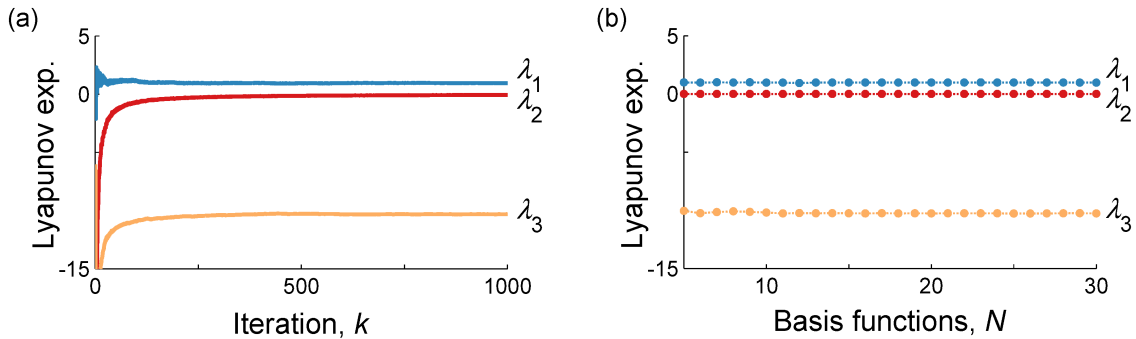 (a)
Lyapunov exp.
5
0
-15
0
500
1000
Iteration, k
λ1
λ2
λ3
(b)
Lyapunov exp.
5
0
-15
10
20
30
Basis functions, N
λ1
λ2
λ3